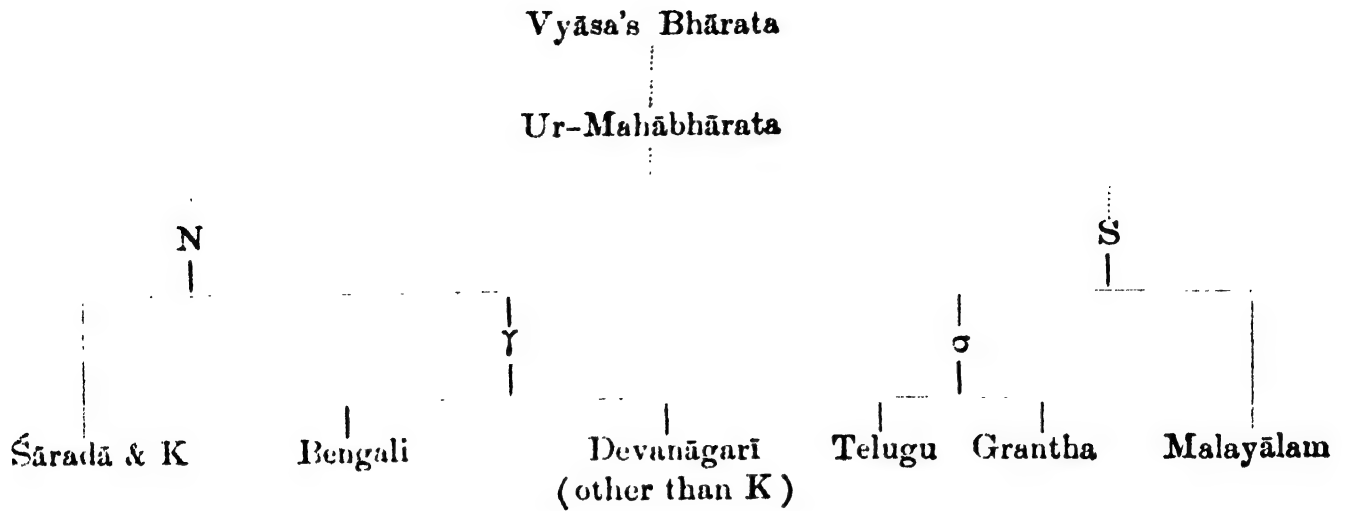 Vyāsa's Bhārata
Ur-Mahābhārata
N S
γ σ
Śāradā & K Bengali Devanāgarī Telugu Grantha Malayālam
(other than K)